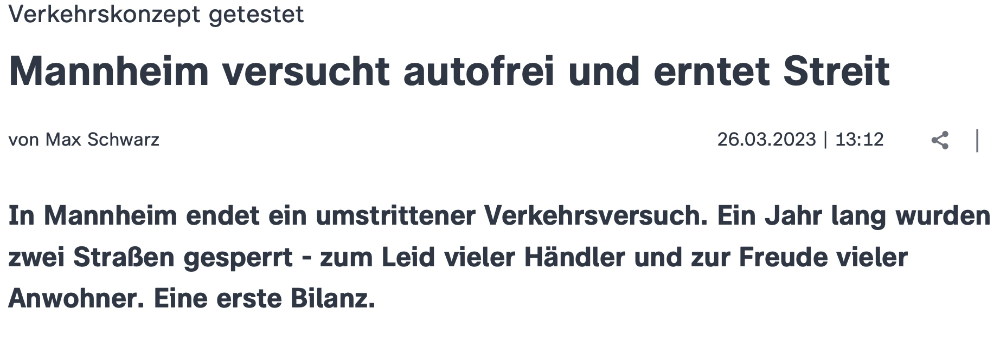 Verkehrskonzept getestet
Mannheim versucht autofrei und erntet Streit
von Max Schwarz
26.03.2023 | 13:12
In Mannheim endet ein umstrittener Verkehrsversuch. Ein Jahr lang wurden
zwei Straßen gesperrt - zum Leid vieler Händler und zur Freude vieler
Anwohner. Eine erste Bilanz.